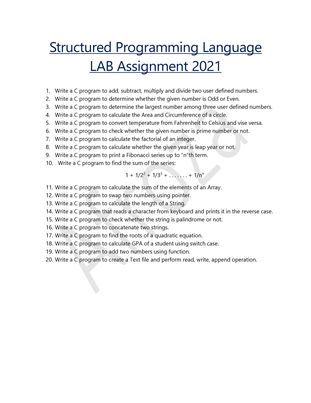 Structured Programming Language
LAB Assignment 2021
1. Write a C program to add, subtract, multiply and divide two user defined numbers.
2. Write a C program to determine whether the given number is Odd or Even.
3. Write a C program to determine the largest number among three user defined numbers.
4. Write a C program to calculate the Area and Circumference of a circle.
5. Write a C program to convert temperature from Fahrenheit to Celsius and vise versa.
6. Write a C program to check whether the given number is prime number or not.
7. Write a C program to calculate the factorial of an integer.
8. Write a C program to calculate whether the given year is leap year or not.
9. Write a C program to print a Fibonacci series up to "n"th term.
10. Write a C program to find the sum of the series:
1 + 1/2² + 1/3³ + . . . . . . . + 1/nⁿ
11. Write a C program to calculate the sum of the elements of an Array.
12. Write a C program to swap two numbers using pointer.
13. Write a C program to calculate the length of a String.
14. Write a C program that reads a character from keyboard and prints it in the reverse case.
15. Write a C program to check whether the string is palindrome or not.
16. Write a C program to concatenate two strings.
17. Write a C program to find the roots of a quadratic equation.
18. Write a C program to calculate GPA of a student using switch case.
19. Write a C program to add two numbers using function.
20. Write a C program to create a Text file and perform read, write, append operation.